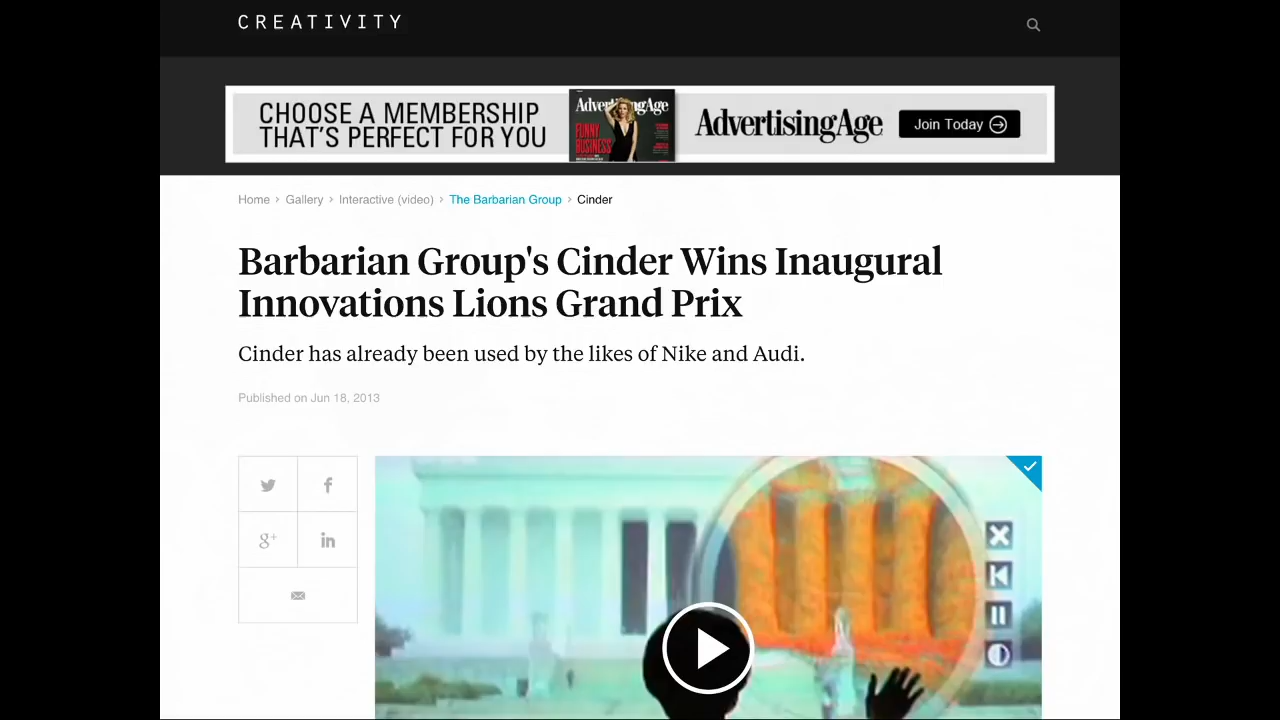 CREATIVITY
CHOOSE A MEMBERSHIP
THAT'S PERFECT FOR YOU
AdvertisingAge
FUNNY
BUSINESS
AdvertisingAge
Join Today
Home › Gallery › Interactive (video) › The Barbarian Group › Cinder
Barbarian Group's Cinder Wins Inaugural
Innovations Lions Grand Prix
Cinder has already been used by the likes of Nike and Audi.
Published on Jun 18, 2013
g+
in